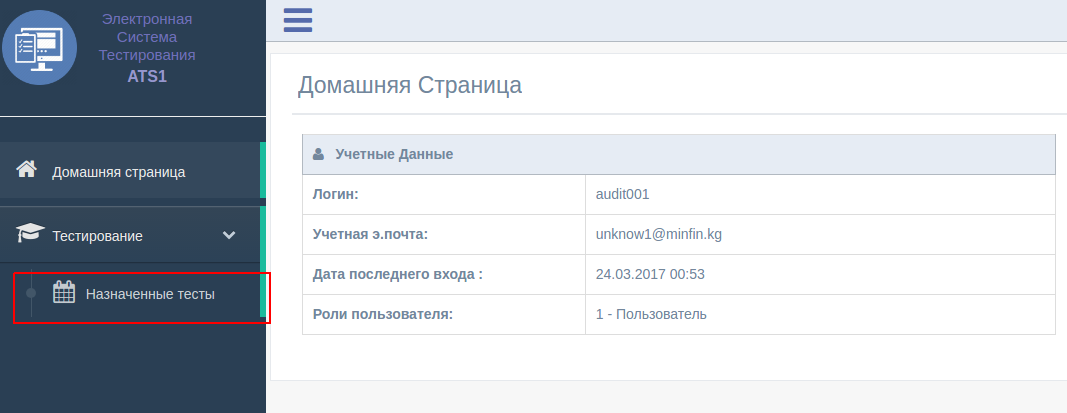 Электронная
Система
Тестирования
ATS1
Домашняя страница
Тестирование
Назначенные тесты
Домашняя Страница
Учетные Данные
Логин: audit001
Учетная э.почта: unknow1@minfin.kg
Дата последнего входа : 24.03.2017 00:53
Роли пользователя: 1 - Пользователь